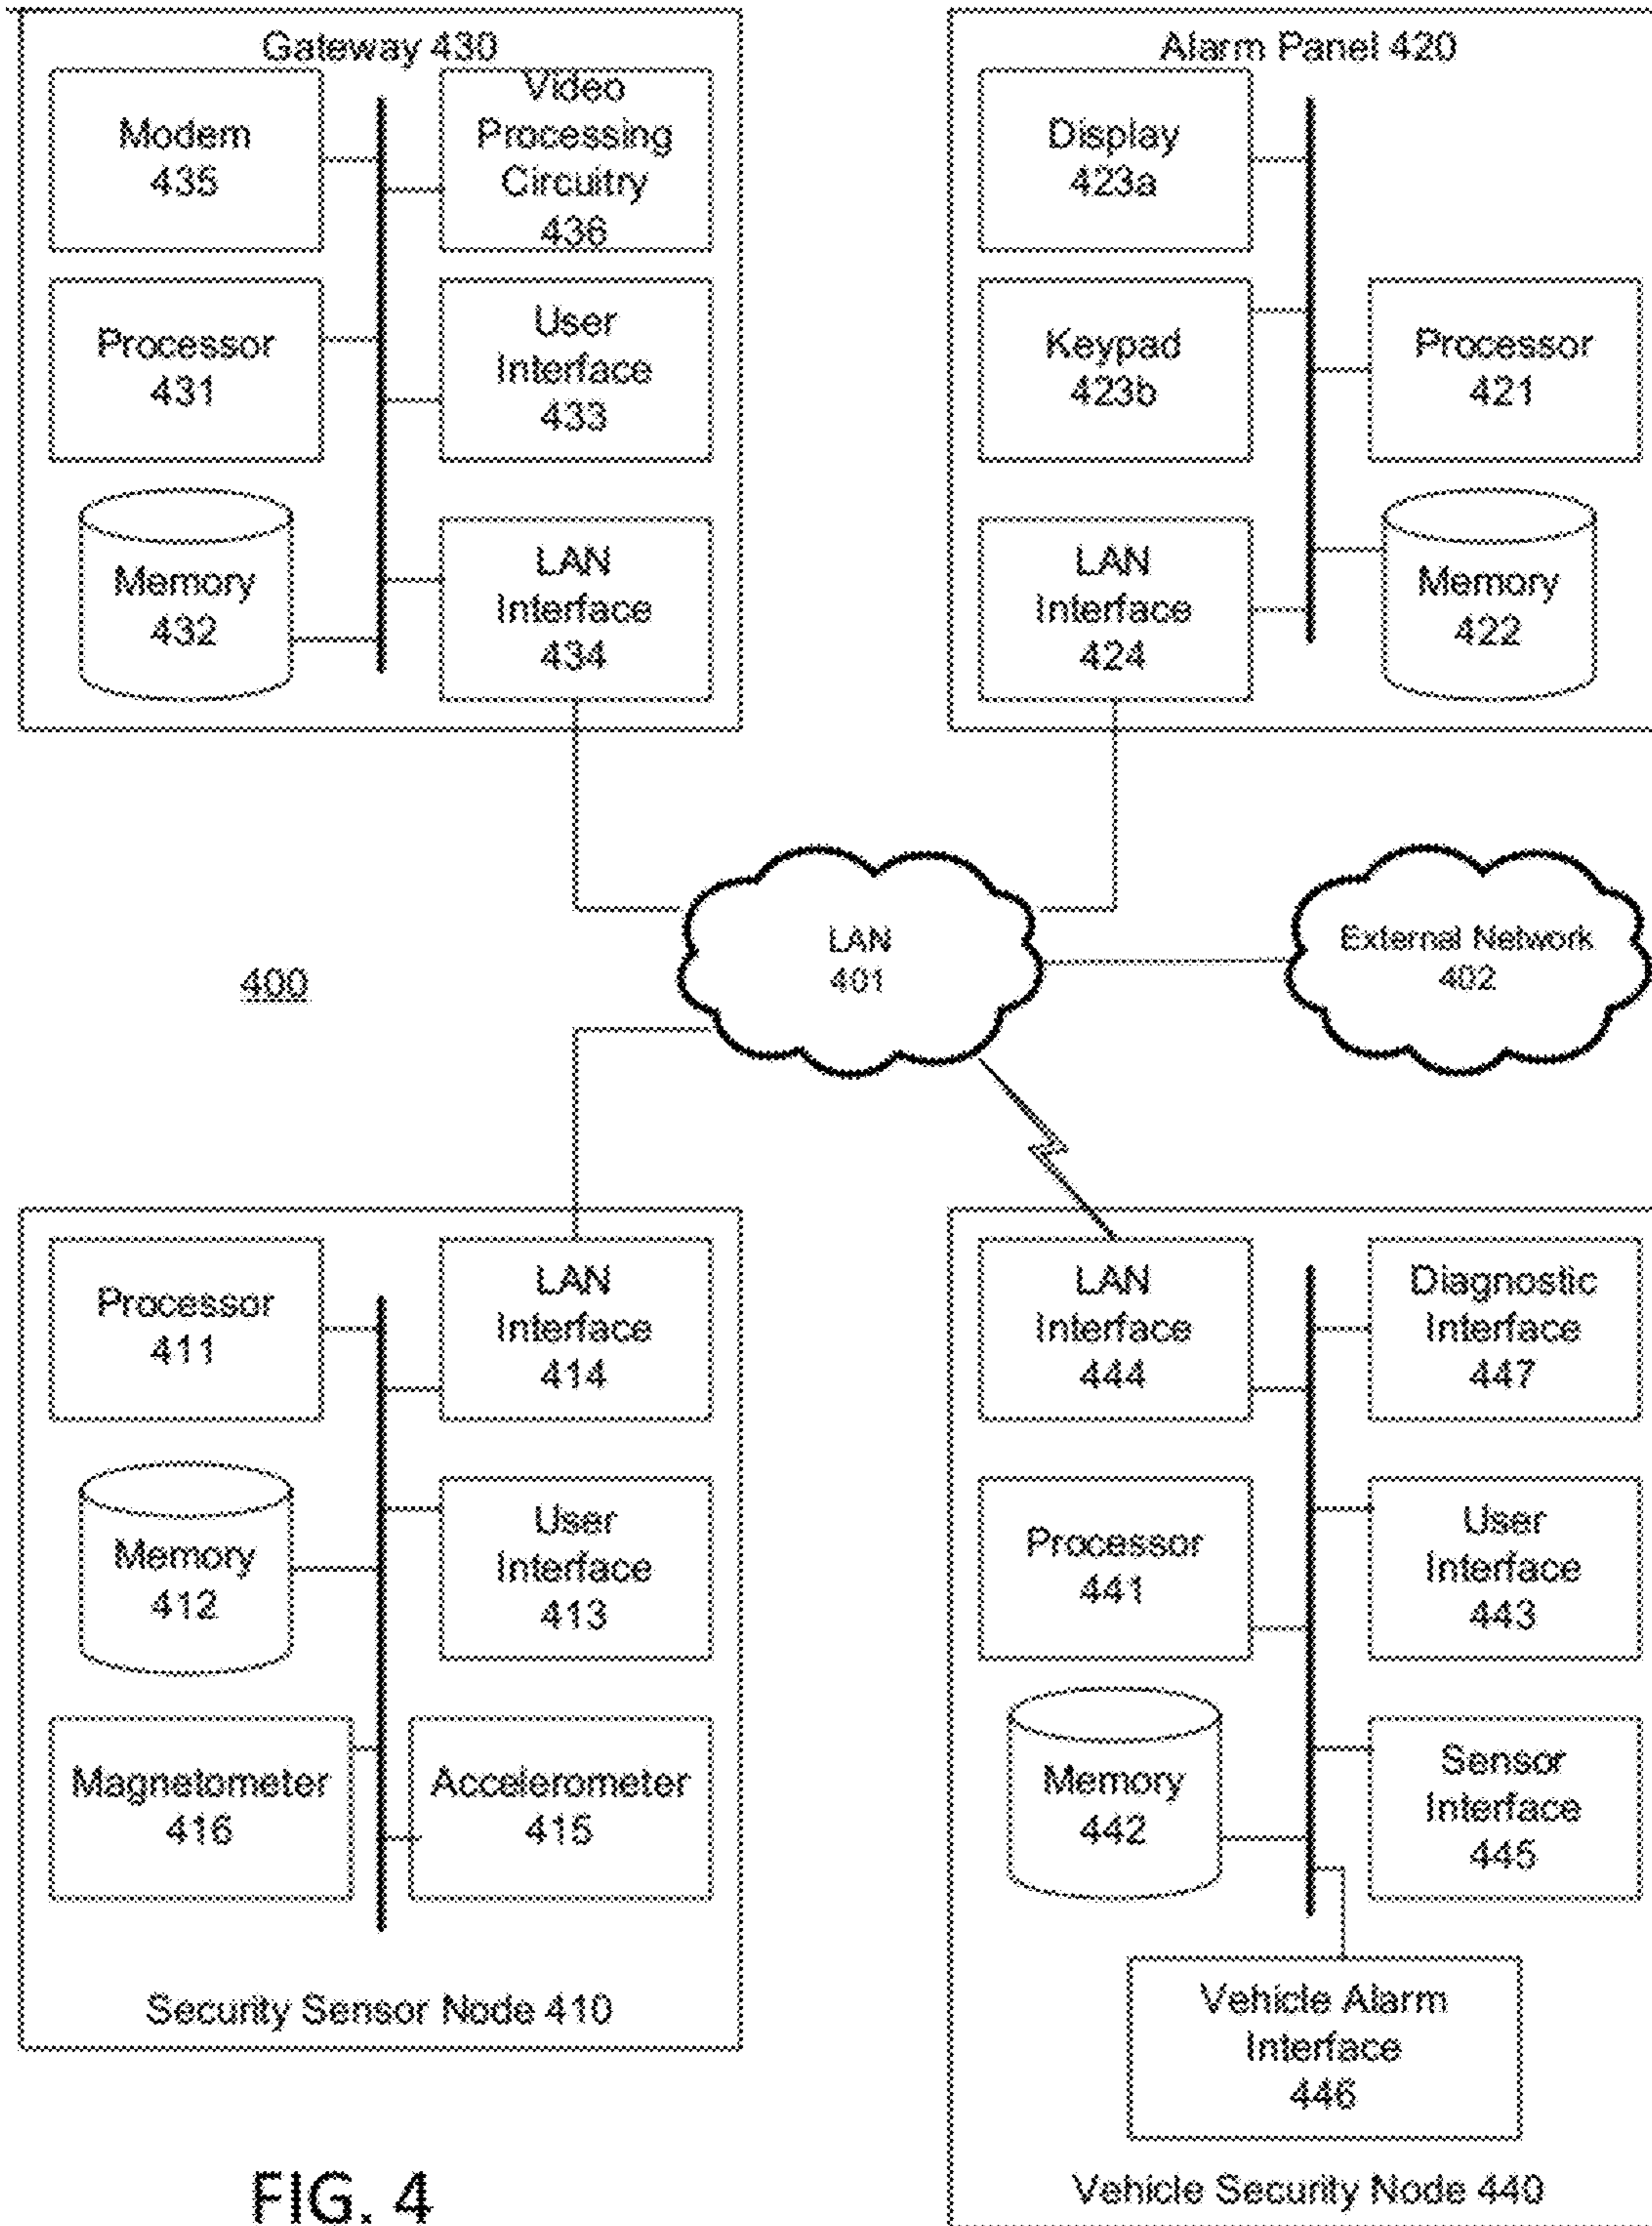 Gateway 430
Modem
435
Video
Processing
Circuitry
436
Processor
431
User
Interface
433
Memory
432
LAN
Interface
434
Alarm Panel 420
Display
423a
Keypad
423b
Processor
421
LAN
Interface
424
Memory
422
LAN
401
External Network
402
400
Processor
411
LAN
Interface
414
Memory
412
User
Interface
413
Magnetometer
416
Accelerometer
415
Security Sensor Node 410
LAN
Interface
444
Diagnostic
Interface
447
Processor
441
User
Interface
443
Memory
442
Sensor
Interface
445
Vehicle Alarm
Interface
446
Vehicle Security Node 440
FIG. 4